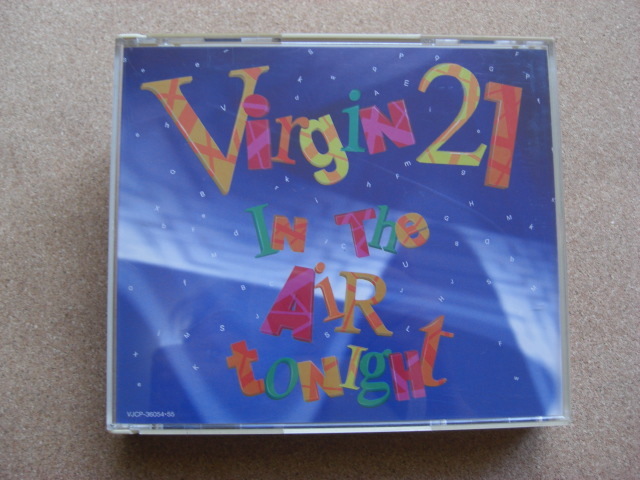 Virgin 21
In The
AiR
tonight
VJCP-36054•55